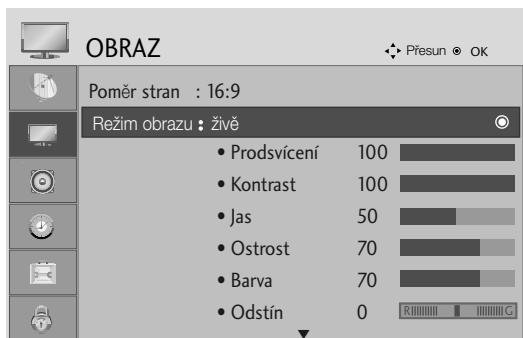 OBRAZ Přesun OK
Poměr stran : 16:9
Režim obrazu : živě
• Prodsvícení 100
• Kontrast 100
• Jas 50
• Ostrost 70
• Barva 70
• Odstín 0 R G